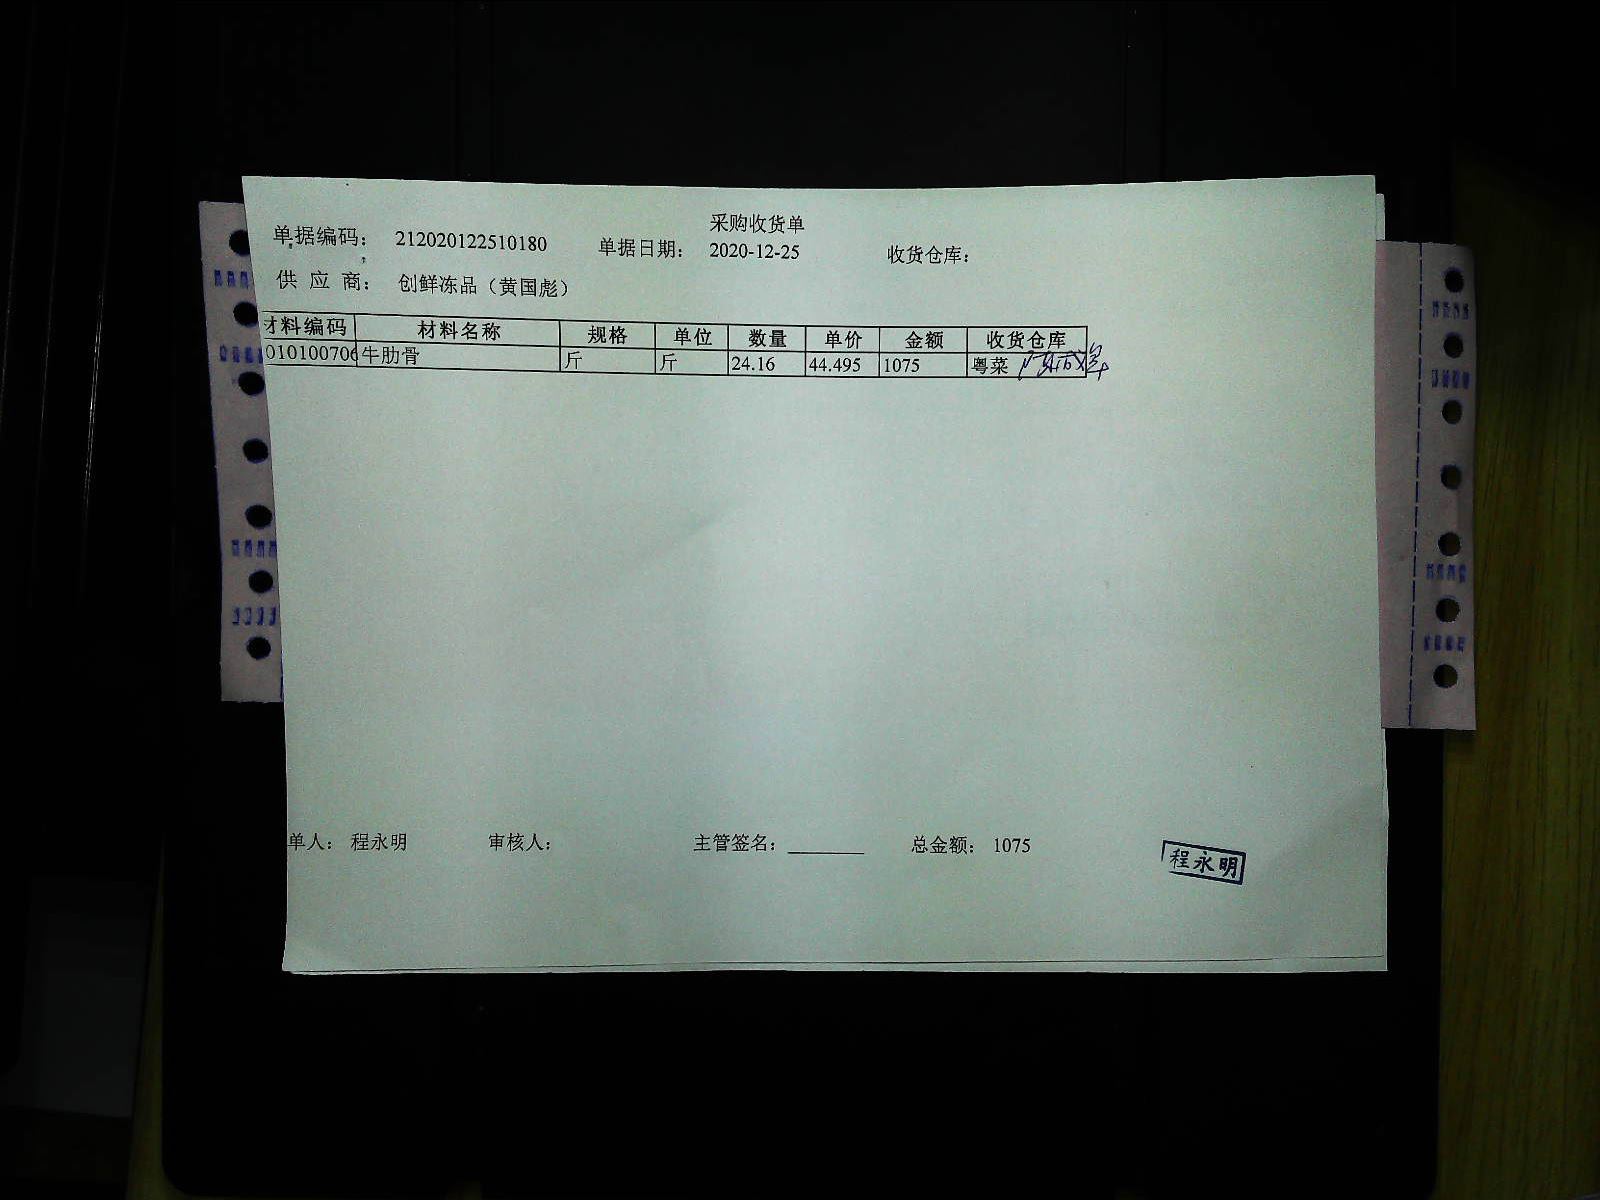 采购收货单
单据编码： 212020122510180 单据日期： 2020-12-25 收货仓库：
供 应 商： 创鲜冻品（黄国彪）
材料编码 材料名称 规格 单位 数量 单价 金额 收货仓库
010100706 牛肋骨 斤 斤 24.16 44.495 1075 粤菜
单人： 程永明 审核人： 主管签名： 总金额： 1075
程永明